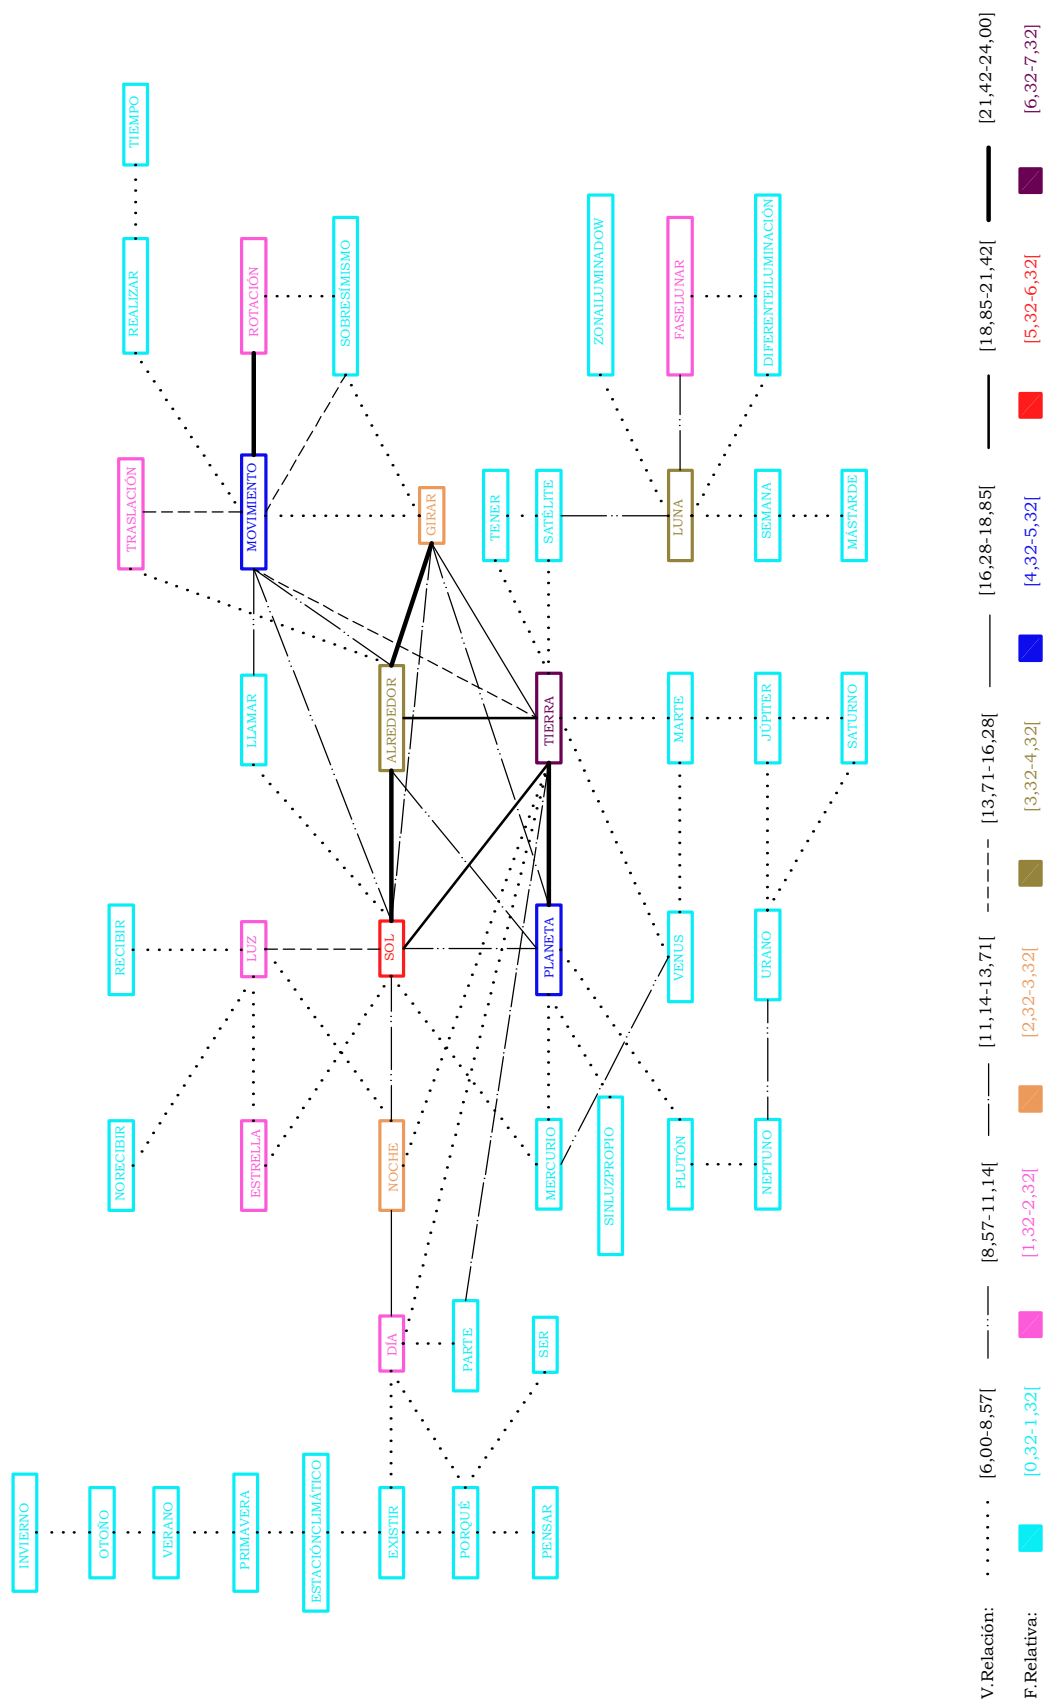 INVIERNO
OTOÑO
NORECIBIR
RECIBIR
TRASLACIÓN
REALIZAR
TIEMPO
VERANO
PRIMAVERA
ESTRELLA
LUZ
LLAMAR
MOVIMIENTO
ROTACIÓN
ESTACIÓNCLIMÁTICO
SOBRESÍMISMO
EXISTIR
DÍA
NOCHE
SOL
ALREDEDOR
GIRAR
PORQUÉ
PARTE
TENER
PENSAR
SER
MERCURIO
PLANETA
TIERRA
SATÉLITE
SINLUZPROPIO
ZONAILUMINADOW
PLUTÓN
VENUS
MARTE
LUNA
FASELUNAR
NEPTUNO
URANO
JÚPITER
SEMANA
DIFERENTEILUMINACIÓN
SATURNO
MÁSTARDE
V.Relación: [6,00-8,57[ [8,57-11,14[ [11,14-13,71[ [13,71-16,28[ [16,28-18,85[ [18,85-21,42[ [21,42-24,00]
F.Relativa: [0,32-1,32[ [1,32-2,32[ [2,32-3,32[ [3,32-4,32[ [4,32-5,32[ [5,32-6,32[ [6,32-7,32]